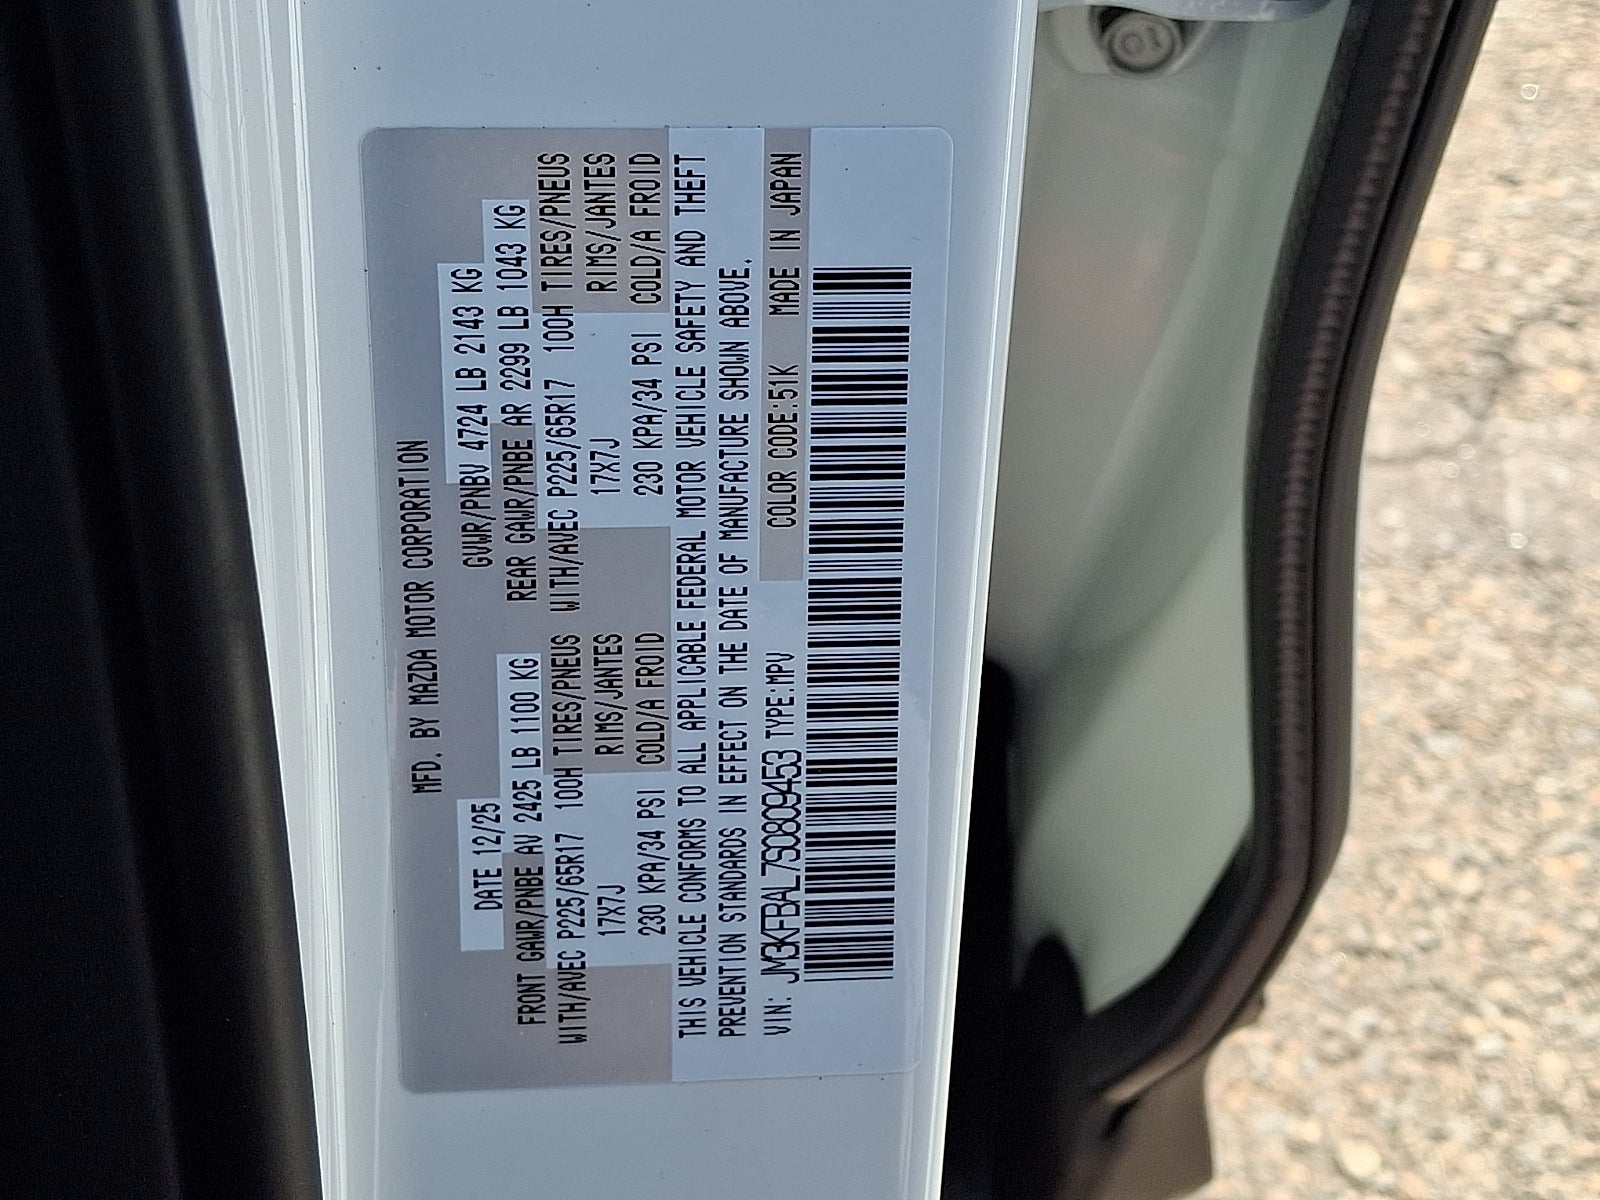 MFD. BY MAZDA MOTOR CORPORATION
DATE 12/25 GVWR/PNBV 4724 LB 2143 KG
FRONT GAWR/PNBE AV 2425 LB 1100 KG REAR GAWR/PNBE AR 2299 LB 1043 KG
WITH/AVEC P225/65R17 100H TIRES/PNEUS WITH/AVEC P225/65R17 100H TIRES/PNEUS
17X7J RIMS/JANTES 17X7J RIMS/JANTES
230 KPA/34 PSI COLD/A FROID 230 KPA/34 PSI COLD/A FROID
THIS VEHICLE CONFORMS TO ALL APPLICABLE FEDERAL MOTOR VEHICLE SAFETY AND THEFT
PREVENTION STANDARDS IN EFFECT ON THE DATE OF MANUFACTURE SHOWN ABOVE.
VIN: JM3KFBAL7S0809453 TYPE:MPV COLOR CODE:51K MADE IN JAPAN